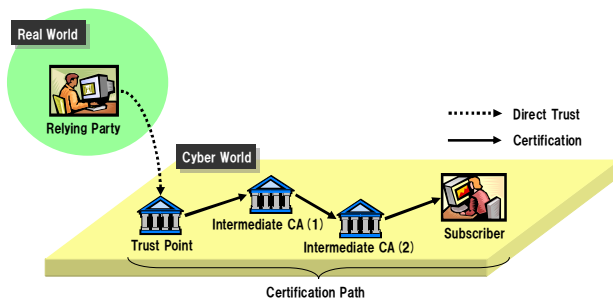 Real World
Relying Party
Direct Trust
Certification
Cyber World
Trust Point
Intermediate CA (1)
Intermediate CA (2)
Subscriber
Certification Path